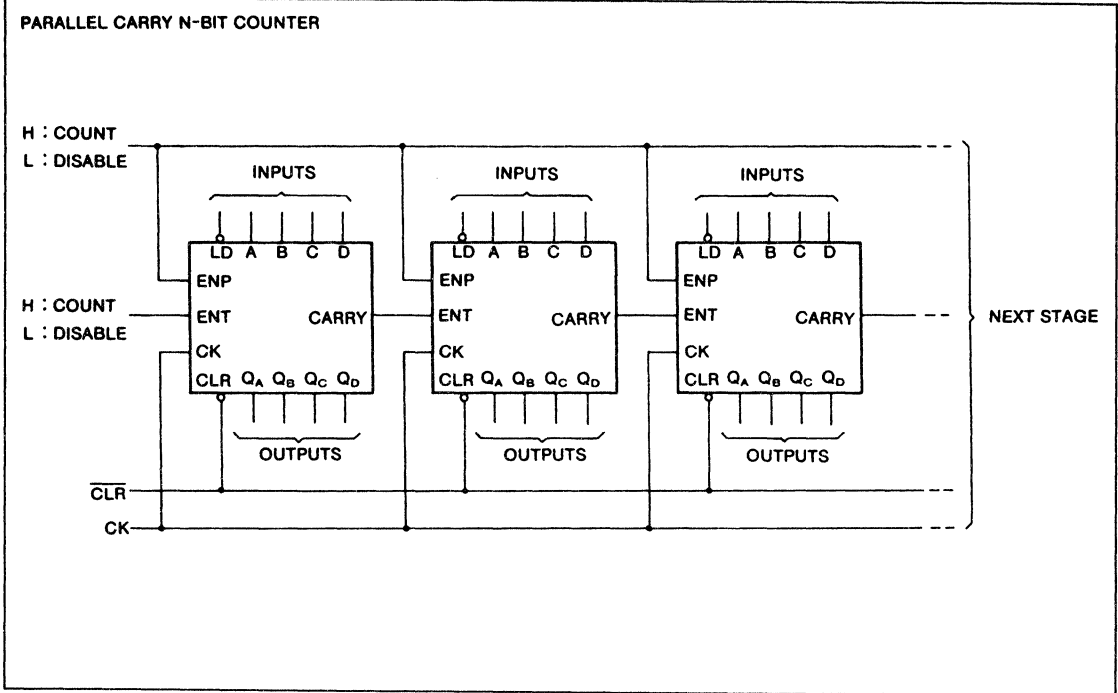 PARALLEL CARRY N-BIT COUNTER
H : COUNT
L : DISABLE
INPUTS INPUTS INPUTS
LD A B C D LD A B C D LD A B C D
ENP ENP ENP
H : COUNT
L : DISABLE
ENT CARRY ENT CARRY ENT CARRY
NEXT STAGE
CK CK CK
CLR QA QB QC QD CLR QA QB QC QD CLR QA QB QC QD
OUTPUTS OUTPUTS OUTPUTS
C̅L̅R̅
CK